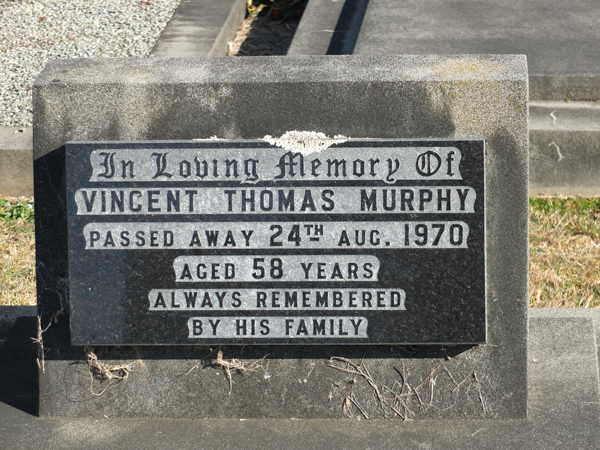 In Loving Memory Of
VINCENT THOMAS MURPHY
PASSED AWAY 24TH AUG. 1970
AGED 58 YEARS
ALWAYS REMEMBERED
BY HIS FAMILY